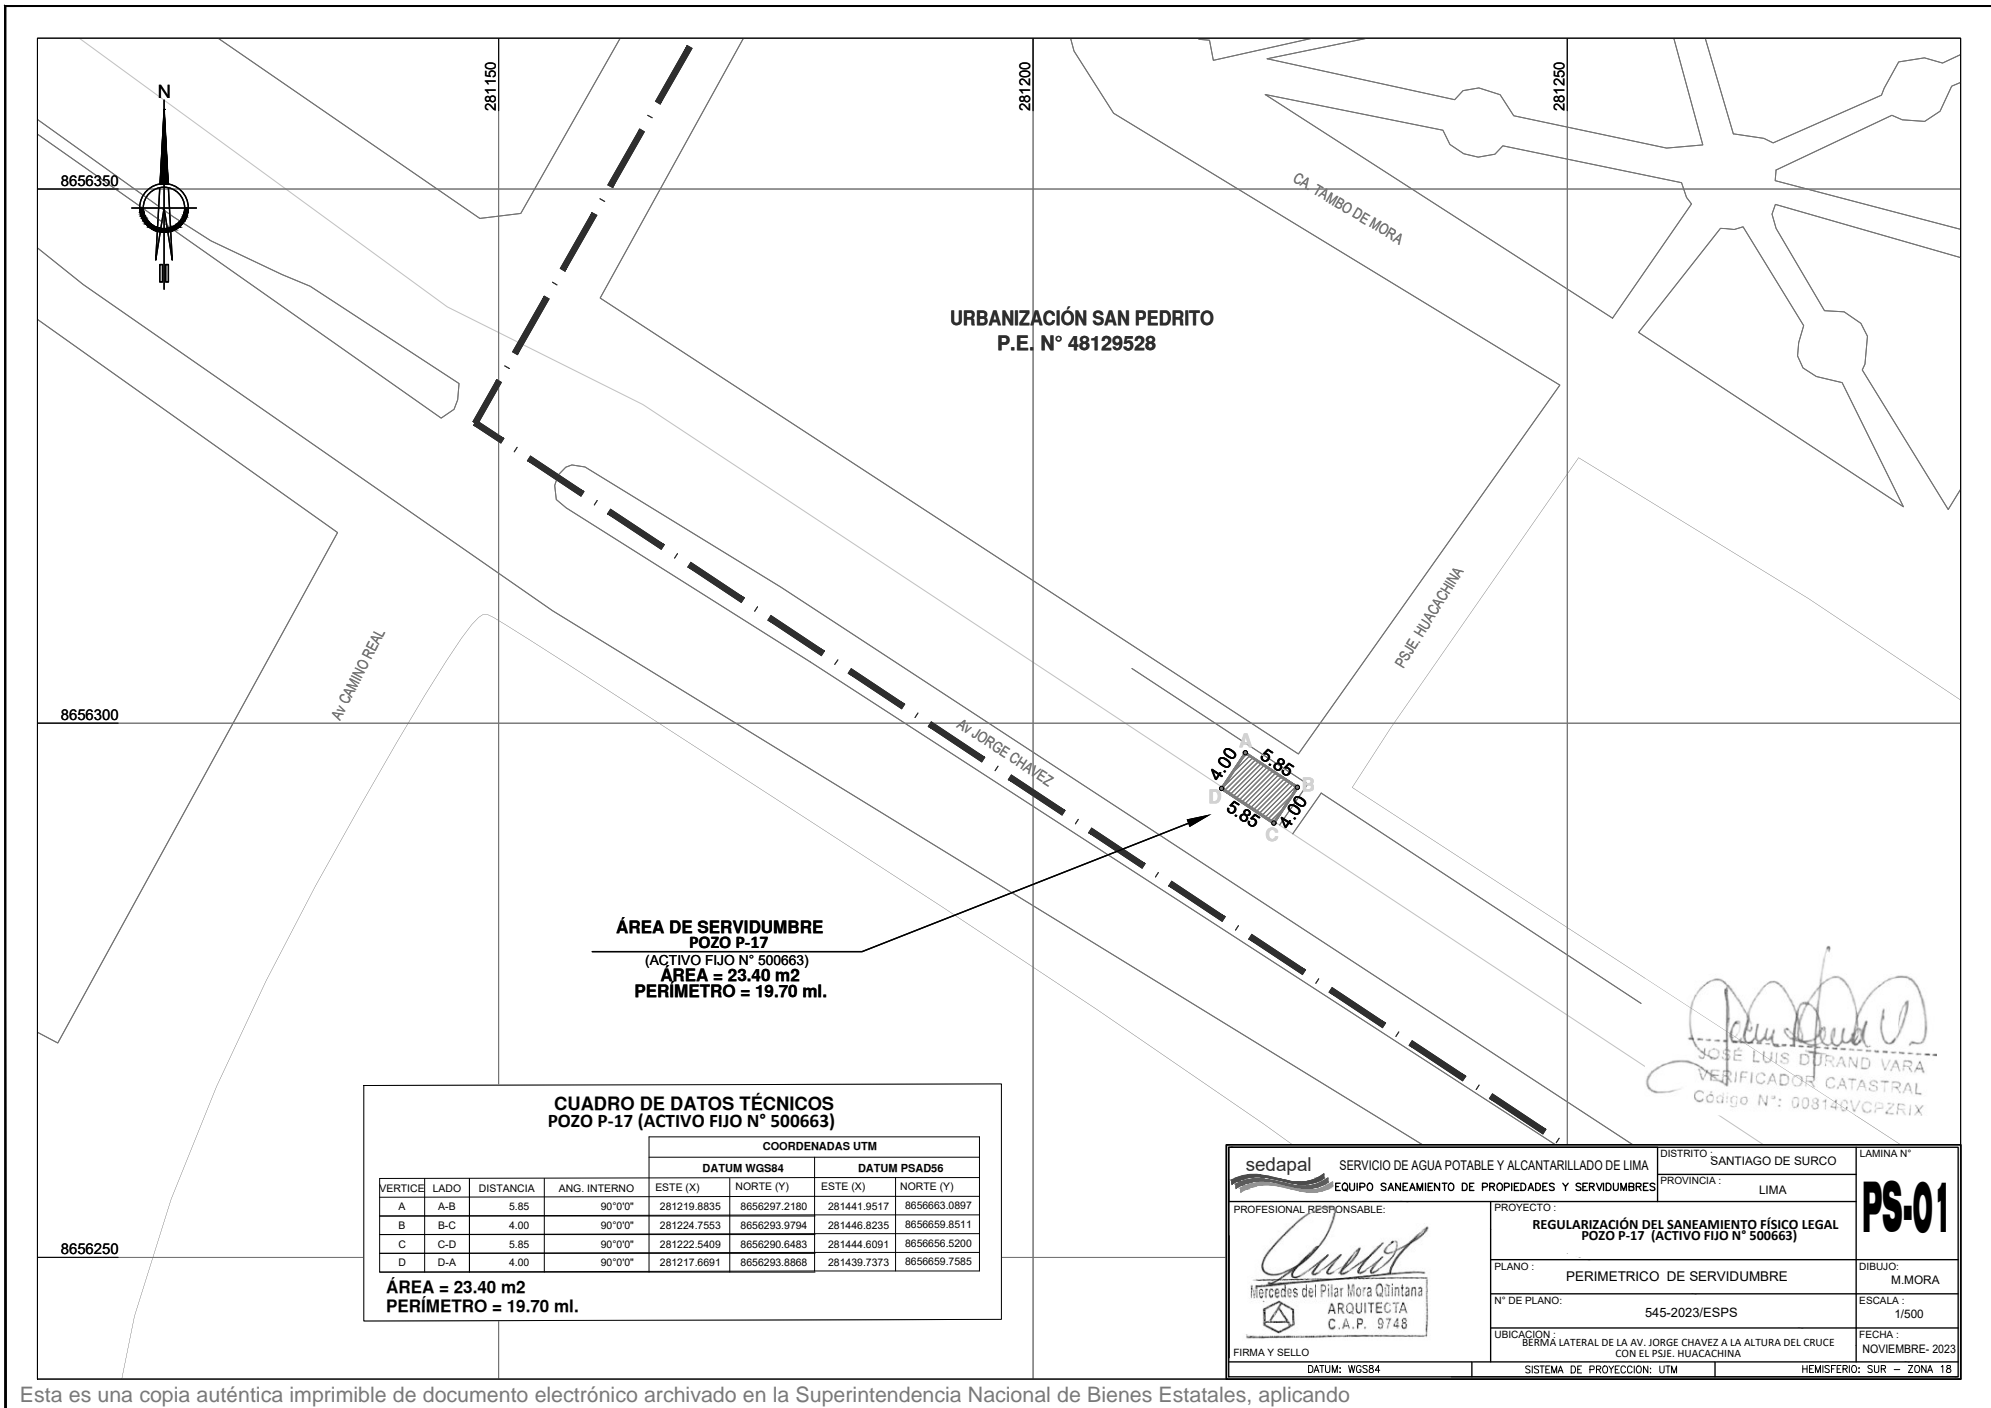 N
281150
281200
281250
8656350
8656300
8656250
CA. TAMBO DE MORA
URBANIZACIÓN SAN PEDRITO
P.E. N° 48129528
PSJE. HUACACHINA
Av CAMINO REAL
Av JORGE CHAVEZ
A
5.85
4.00
B
D
5.85
4.00
C
ÁREA DE SERVIDUMBRE
POZO P-17
(ACTIVO FIJO N° 500663)
ÁREA = 23.40 m2
PERÍMETRO = 19.70 ml.
JOSÉ LUIS DURAND VARA
VERIFICADOR CATASTRAL
Código N°: 008140VCPZRIX
CUADRO DE DATOS TÉCNICOS
POZO P-17 (ACTIVO FIJO N° 500663)
COORDENADAS UTM
DATUM WGS84 DATUM PSAD56
VERTICE LADO DISTANCIA ANG. INTERNO ESTE (X) NORTE (Y) ESTE (X) NORTE (Y)
A A-B 5.85 90°0'0" 281219.8835 8656297.2180 281441.9517 8656663.0897
B B-C 4.00 90°0'0" 281224.7553 8656293.9794 281446.8235 8656659.8511
C C-D 5.85 90°0'0" 281222.5409 8656290.6483 281444.6091 8656656.5200
D D-A 4.00 90°0'0" 281217.6691 8656293.8868 281439.7373 8656659.7585
ÁREA = 23.40 m2
PERÍMETRO = 19.70 ml.
sedapal
SERVICIO DE AGUA POTABLE Y ALCANTARILLADO DE LIMA
EQUIPO SANEAMIENTO DE PROPIEDADES Y SERVIDUMBRES
DISTRITO : SANTIAGO DE SURCO
PROVINCIA : LIMA
LAMINA N°
PS-01
PROFESIONAL RESPONSABLE:
Mercedes del Pilar Mora Quintana
ARQUITECTA
C.A.P. 9748
FIRMA Y SELLO
PROYECTO :
REGULARIZACIÓN DEL SANEAMIENTO FÍSICO LEGAL
POZO P-17 (ACTIVO FIJO N° 500663)
PLANO : PERIMETRICO DE SERVIDUMBRE
DIBUJO:
M.MORA
N° DE PLANO: 545-2023/ESPS
ESCALA :
1/500
UBICACION :
BERMA LATERAL DE LA AV. JORGE CHAVEZ A LA ALTURA DEL CRUCE
CON EL PSJE. HUACACHINA
FECHA :
NOVIEMBRE- 2023
DATUM: WGS84 SISTEMA DE PROYECCION: UTM HEMISFERIO: SUR – ZONA 18
Esta es una copia auténtica imprimible de documento electrónico archivado en la Superintendencia Nacional de Bienes Estatales, aplicando